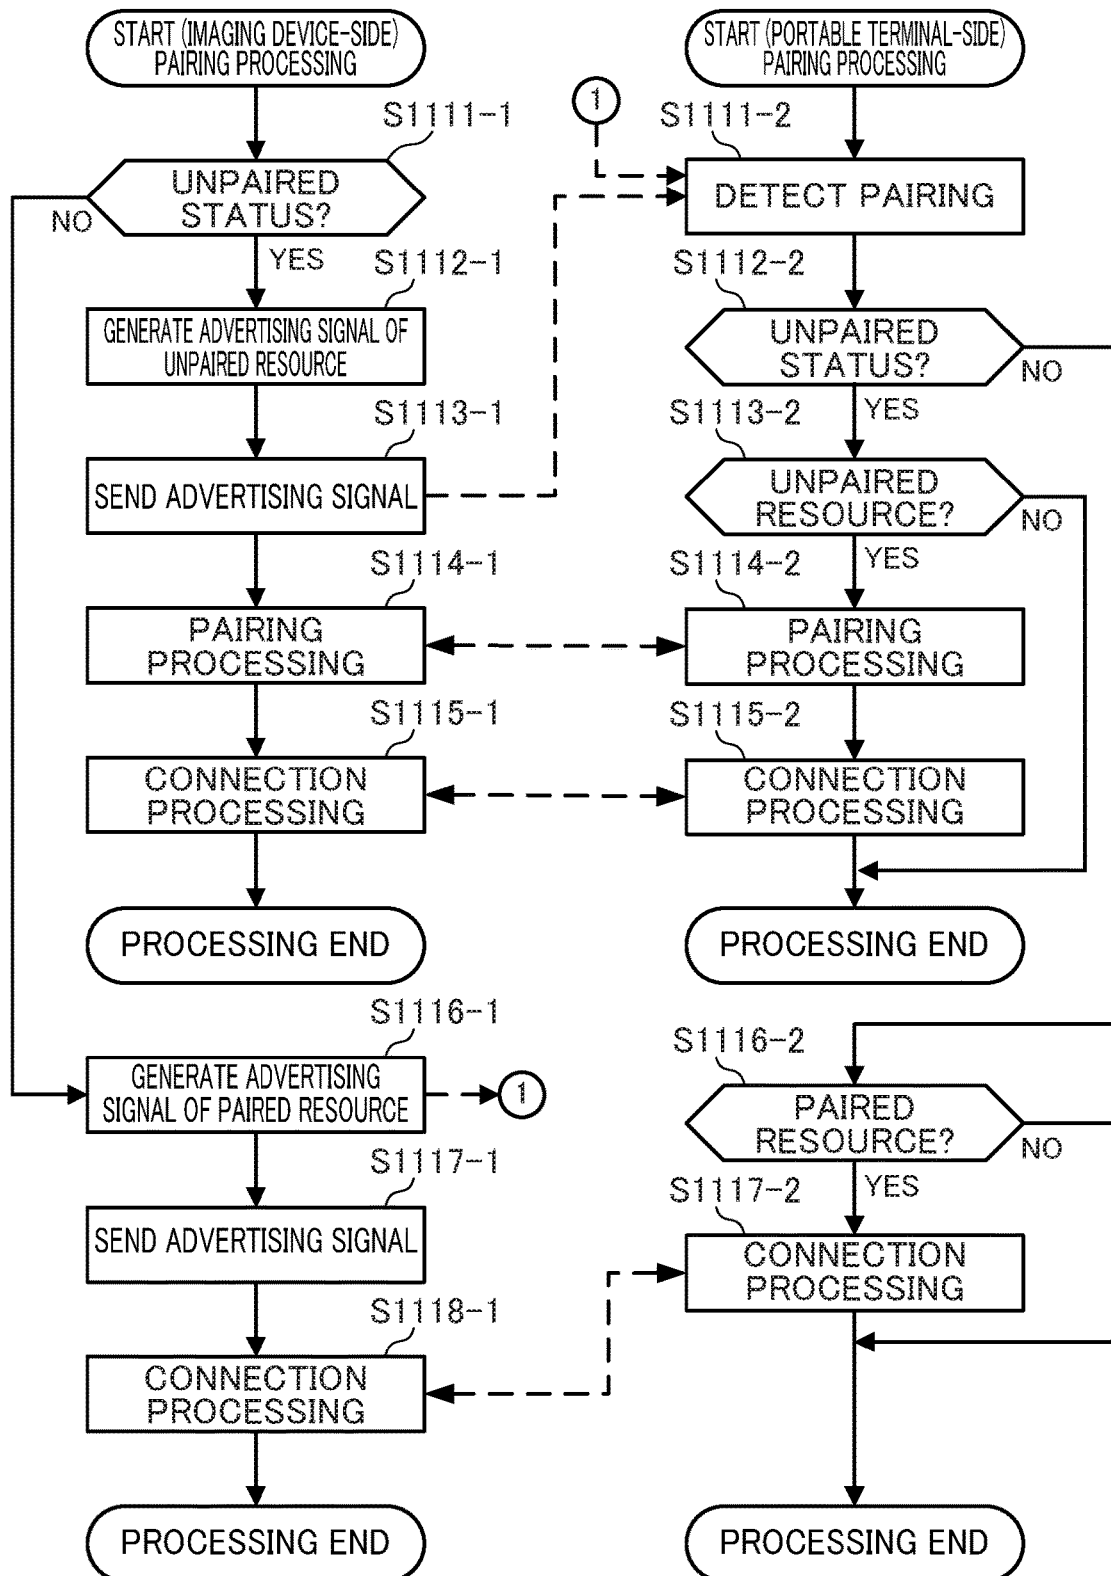 START (IMAGING DEVICE-SIDE)
PAIRING PROCESSING
S1111-1
UNPAIRED
STATUS?
NO
YES
S1112-1
GENERATE ADVERTISING SIGNAL OF
UNPAIRED RESOURCE
S1113-1
SEND ADVERTISING SIGNAL
S1114-1
PAIRING
PROCESSING
S1115-1
CONNECTION
PROCESSING
PROCESSING END
S1116-1
GENERATE ADVERTISING
SIGNAL OF PAIRED RESOURCE
1
S1117-1
SEND ADVERTISING SIGNAL
S1118-1
CONNECTION
PROCESSING
PROCESSING END
START (PORTABLE TERMINAL-SIDE)
PAIRING PROCESSING
1
S1111-2
DETECT PAIRING
S1112-2
UNPAIRED
STATUS?
NO
YES
S1113-2
UNPAIRED
RESOURCE?
NO
YES
S1114-2
PAIRING
PROCESSING
S1115-2
CONNECTION
PROCESSING
PROCESSING END
S1116-2
PAIRED
RESOURCE?
NO
YES
S1117-2
CONNECTION
PROCESSING
PROCESSING END